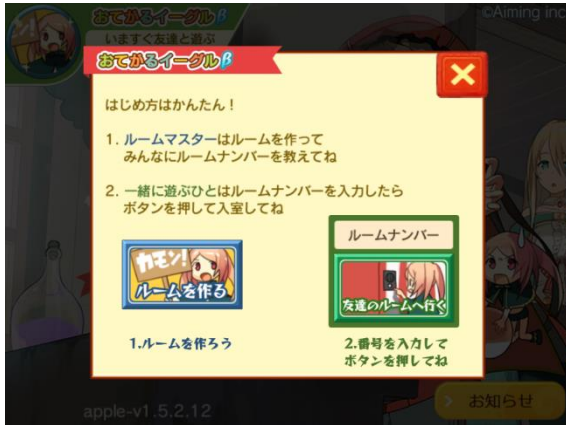 ©Aiming inc
おてがるイーグルβ
いますぐ友達と遊ぶ
おてがるイーグルβ
はじめ方はかんたん！
1. ルームマスターはルームを作って
みんなにルームナンバーを教えてね
2. 一緒に遊ぶひとはルームナンバーを入力したら
ボタンを押して入室してね
ルームナンバー
カモン!
ルームを作る
友達のルームへ行く
1.ルームを作ろう
2.番号を入力して
ボタンを押してね
お知らせ
apple-v1.5.2.12